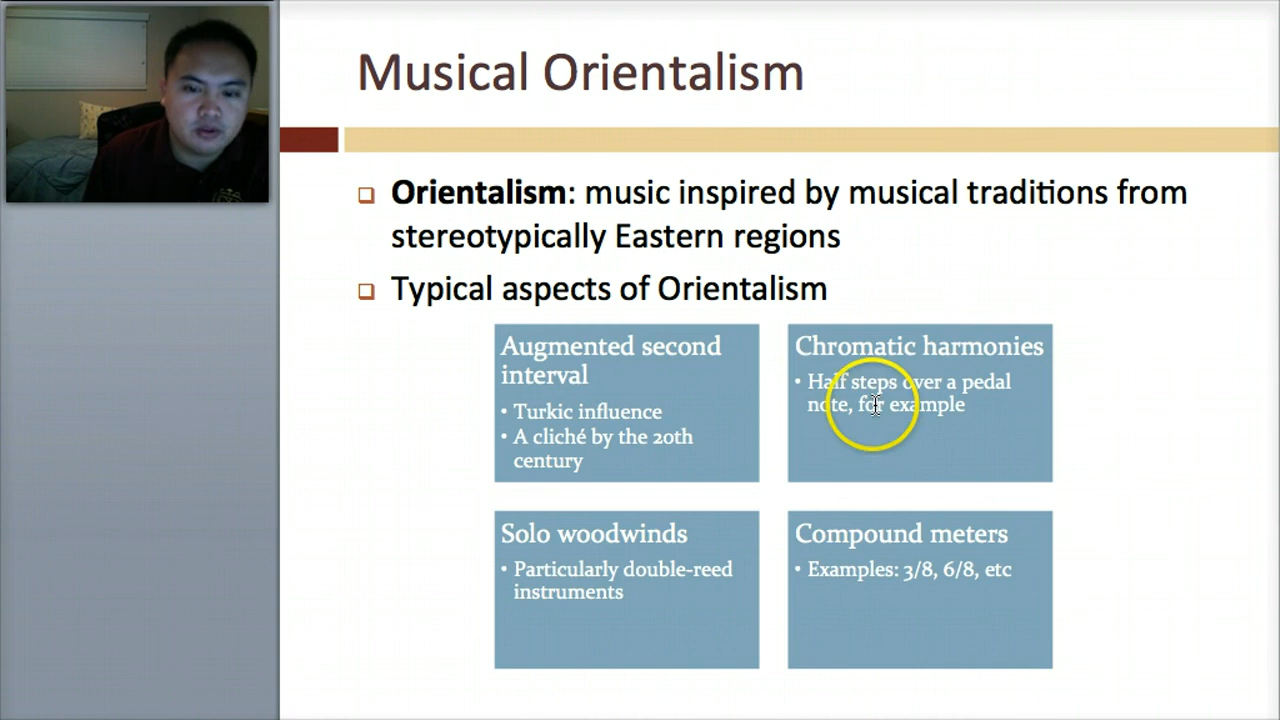 Musical Orientalism
❑ Orientalism: music inspired by musical traditions from
stereotypically Eastern regions
❑ Typical aspects of Orientalism
Augmented second
interval
• Turkic influence
• A cliché by the 20th
century
Chromatic harmonies
• Half steps over a pedal
note, for example
Solo woodwinds
• Particularly double-reed
instruments
Compound meters
• Examples: 3/8, 6/8, etc